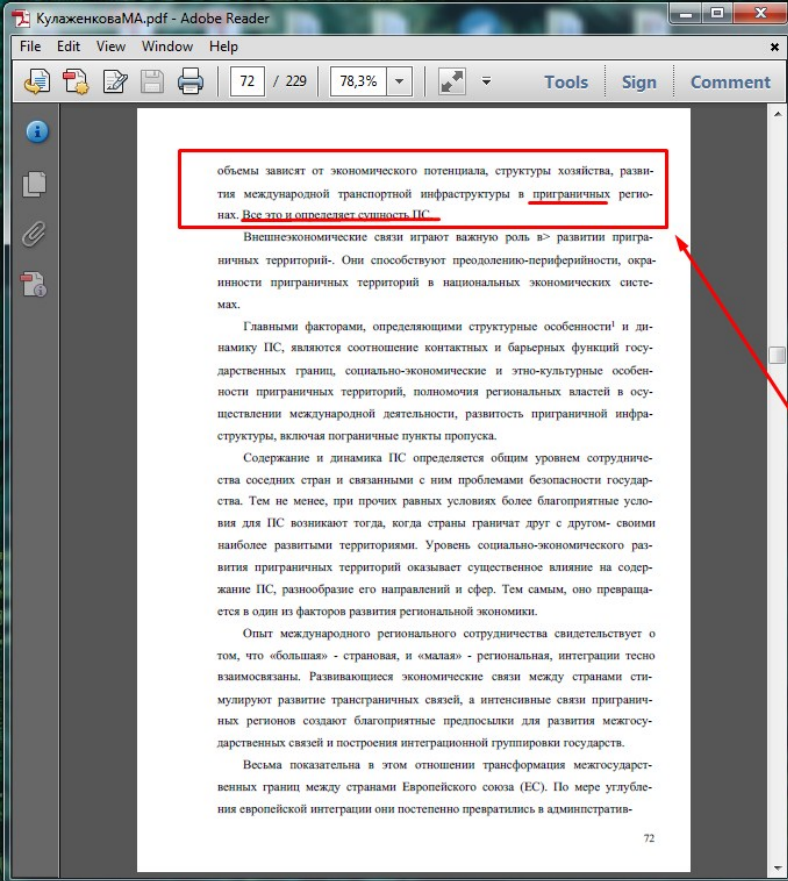 КулаженковаМА.pdf - Adobe Reader
File Edit View Window Help
72 / 229 78,3% Tools Sign Comment
объемы зависят от экономического потенциала, структуры хозяйства, разви-
тия международной транспортной инфраструктуры в приграничных регио-
нах. Все это и определяет сущность ПС.
Внешнеэкономические связи играют важную роль в> развитии пригра-
ничных территорий-. Они способствуют преодолению-периферийности, окра-
инности приграничных территорий в национальных экономических систе-
мах.
Главными факторами, определяющими структурные особенности¹ и ди-
намику ПС, являются соотношение контактных и барьерных функций госу-
дарственных границ, социально-экономические и этно-культурные особен-
ности приграничных территорий, полномочия региональных властей в осу-
ществлении международной деятельности, развитость приграничной инфра-
структуры, включая пограничные пункты пропуска.
Содержание и динамика ПС определяется общим уровнем сотрудниче-
ства соседних стран и связанными с ним проблемами безопасности государ-
ства. Тем не менее, при прочих равных условиях более благоприятные усло-
вия для ПС возникают тогда, когда страны граничат друг с другом- своими
наиболее развитыми территориями. Уровень социально-экономического раз-
вития приграничных территорий оказывает существенное влияние на содер-
жание ПС, разнообразие его направлений и сфер. Тем самым, оно превраща-
ется в один из факторов развития региональной экономики.
Опыт международного регионального сотрудничества свидетельствует о
том, что «большая» - страновая, и «малая» - региональная, интеграции тесно
взаимосвязаны. Развивающиеся экономические связи между странами сти-
мулируют развитие трансграничных связей, а интенсивные связи пригранич-
ных регионов создают благоприятные предпосылки для развития межгосу-
дарственных связей и построения интеграционной группировки государств.
Весьма показательна в этом отношении трансформация межгосударст-
венных границ между странами Европейского союза (ЕС). По мере углубле-
ния европейской интеграции они постепенно превратились в админпстратив-
72